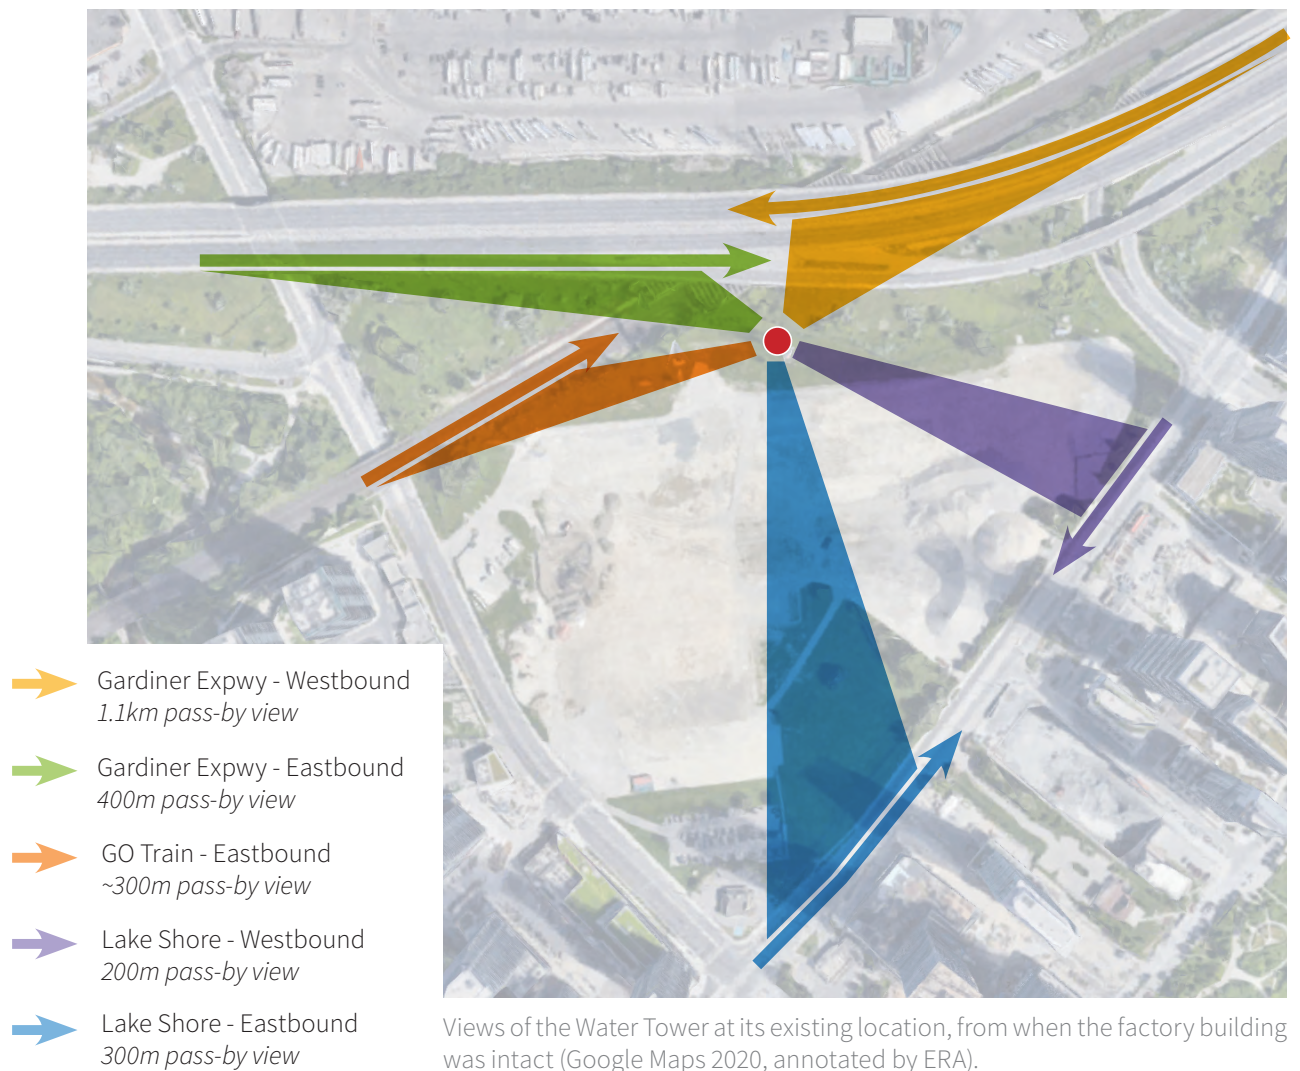 Gardiner Expwy - Westbound
1.1km pass-by view
Gardiner Expwy - Eastbound
400m pass-by view
GO Train - Eastbound
~300m pass-by view
Lake Shore - Westbound
200m pass-by view
Lake Shore - Eastbound
300m pass-by view
Views of the Water Tower at its existing location, from when the factory building
was intact (Google Maps 2020, annotated by ERA).